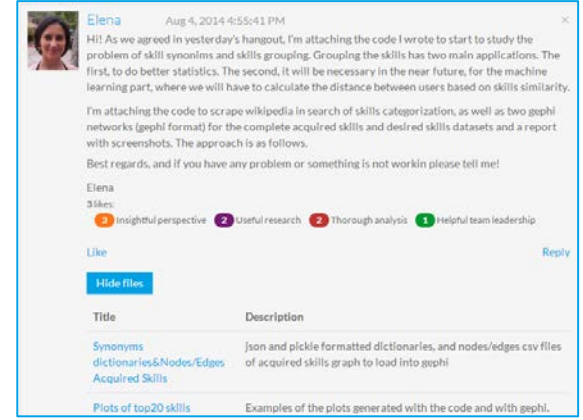 Elena Aug 4, 2014 4:55:41 PM ×
Hi! As we agreed in yesterday's hangout, I'm attaching the code I wrote to start to study the
problem of skill synonyms and skills grouping. Grouping the skills has two main applications. The
first, to do better statistics. The second, it will be necessary in the near future, for the machine
learning part, where we will have to calculate the distance between users based on skills similarity.
I'm attaching the code to scrape wikipedia in search of skills categorization, as well as two gephi
networks (gephi format) for the complete acquired skills and desired skills datasets and a report
with screenshots. The approach is as follows.
Best regards, and if you have any problem or something is not workin please tell me!
Elena
3 likes:
Insightful perspective 2 Useful research 2 Thorough analysis 1 Helpful team leadership
Like Reply
Hide files
Title Description
Synonyms json and pickle formatted dictionaries, and nodes/edges csv files
dictionaries&Nodes/Edges of acquired skills graph to load into gephi
Acquired Skills
Plots of top20 skills Examples of the plots generated with the code and with gephi.